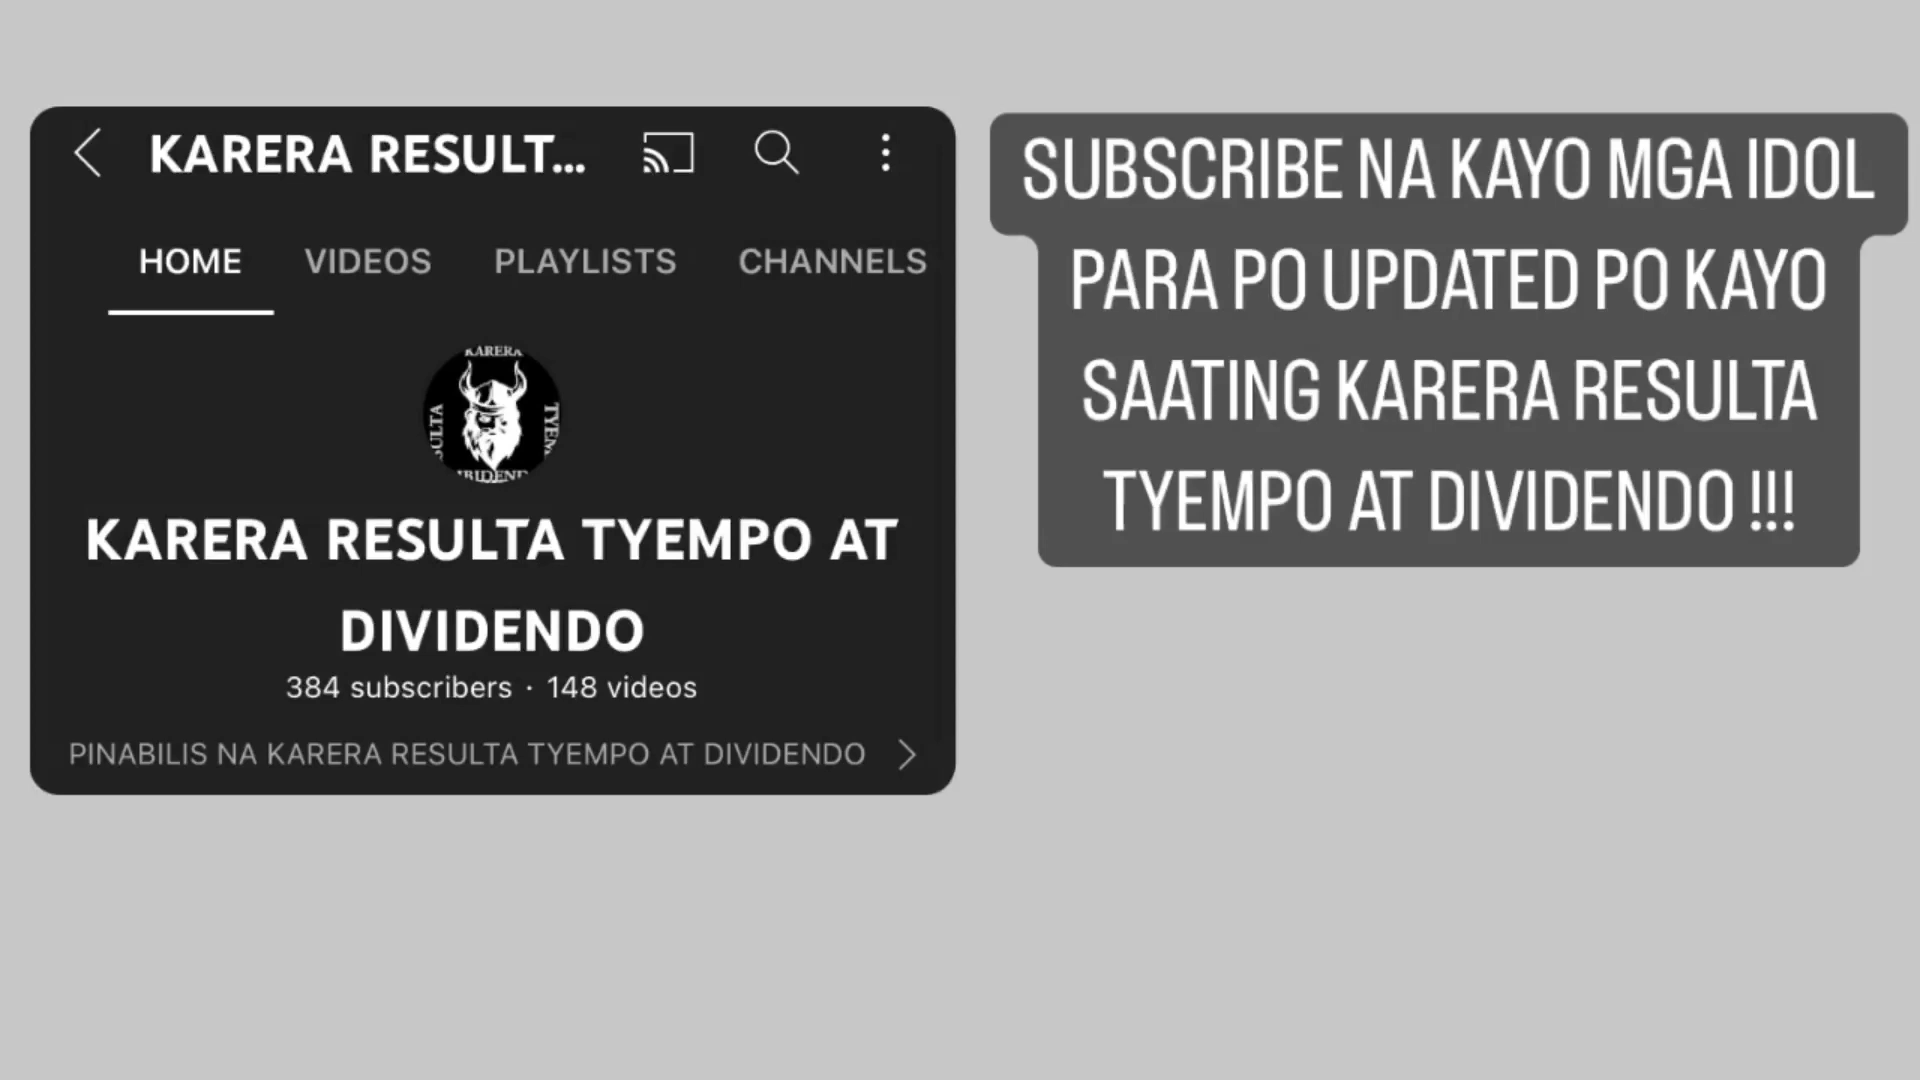 KARERA RESULT...
HOME VIDEOS PLAYLISTS CHANNELS
KARERA
TYEM
KARERA RESULTA TYEMPO AT
DIVIDENDO
384 subscribers · 148 videos
PINABILIS NA KARERA RESULTA TYEMPO AT DIVIDENDO
SUBSCRIBE NA KAYO MGA IDOL
PARA PO UPDATED PO KAYO
SAATING KARERA RESULTA
TYEMPO AT DIVIDENDO !!!